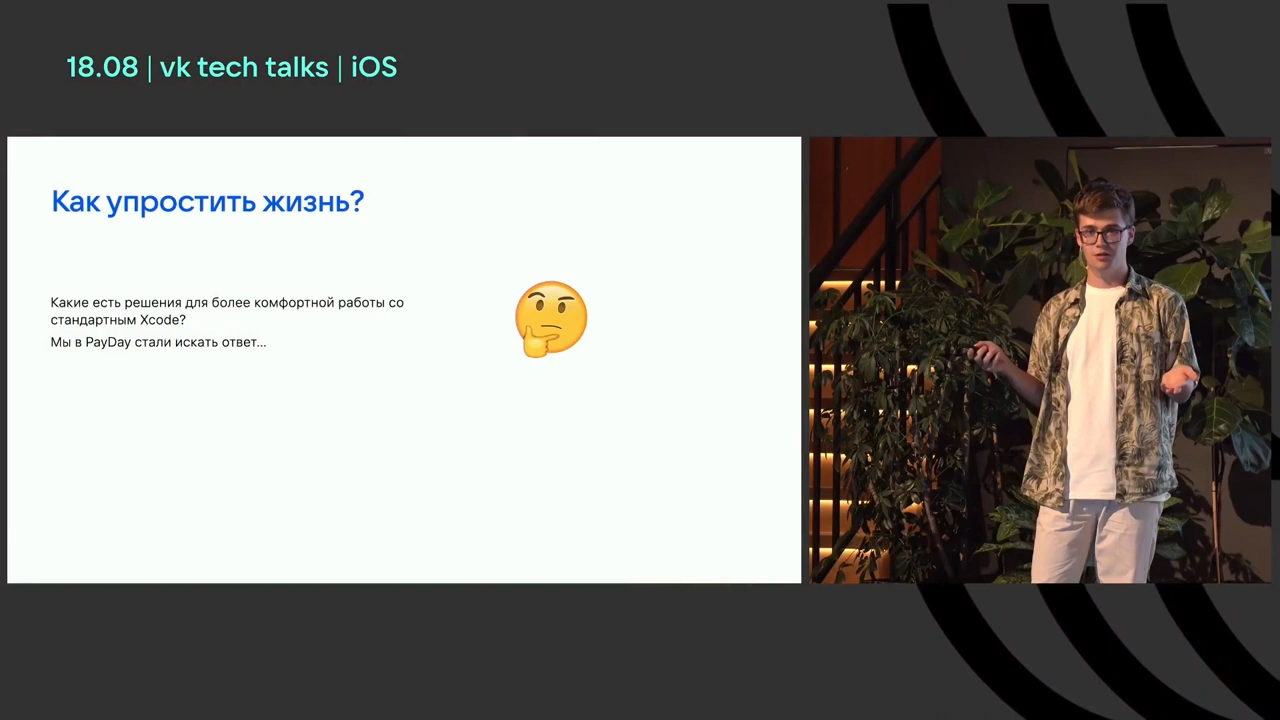 18.08 | vk tech talks | iOS
Как упростить жизнь?
Какие есть решения для более комфортной работы со
стандартным Xcode?
Мы в PayDay стали искать ответ...